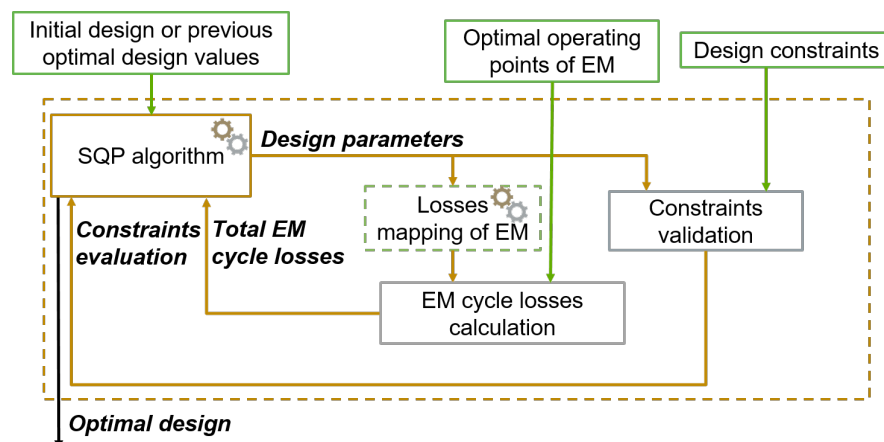 Initial design or previous
optimal design values
Optimal operating
points of EM
Design constraints
SQP algorithm
Design parameters
Losses
mapping of EM
Constraints
validation
Constraints
evaluation
Total EM
cycle losses
EM cycle losses
calculation
Optimal design